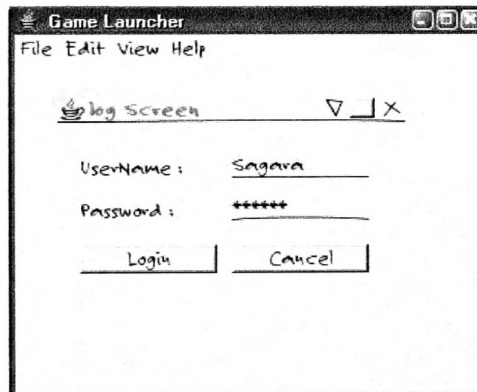 Game Launcher
File Edit View Help
log Screen
UserName : Sagara
Password : ******
Login Cancel